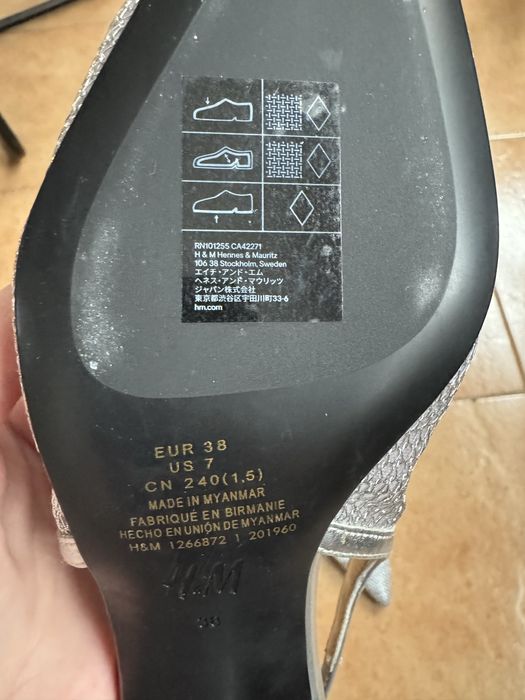 RN101255 CA42271
H & M Hennes & Mauritz
106 38 Stockholm, Sweden
エイチ・アンド・エム
ヘネス・アンド・マウリッツ
ジャパン株式会社
東京都渋谷区宇田川町33-6
hm.com
EUR 38
US 7
CN 240(1,5)
MADE IN MYANMAR
FABRIQUÉ EN BIRMANIE
HECHO EN UNIÓN DE MYANMAR
H&M 1266872 1 201960
H&M
38